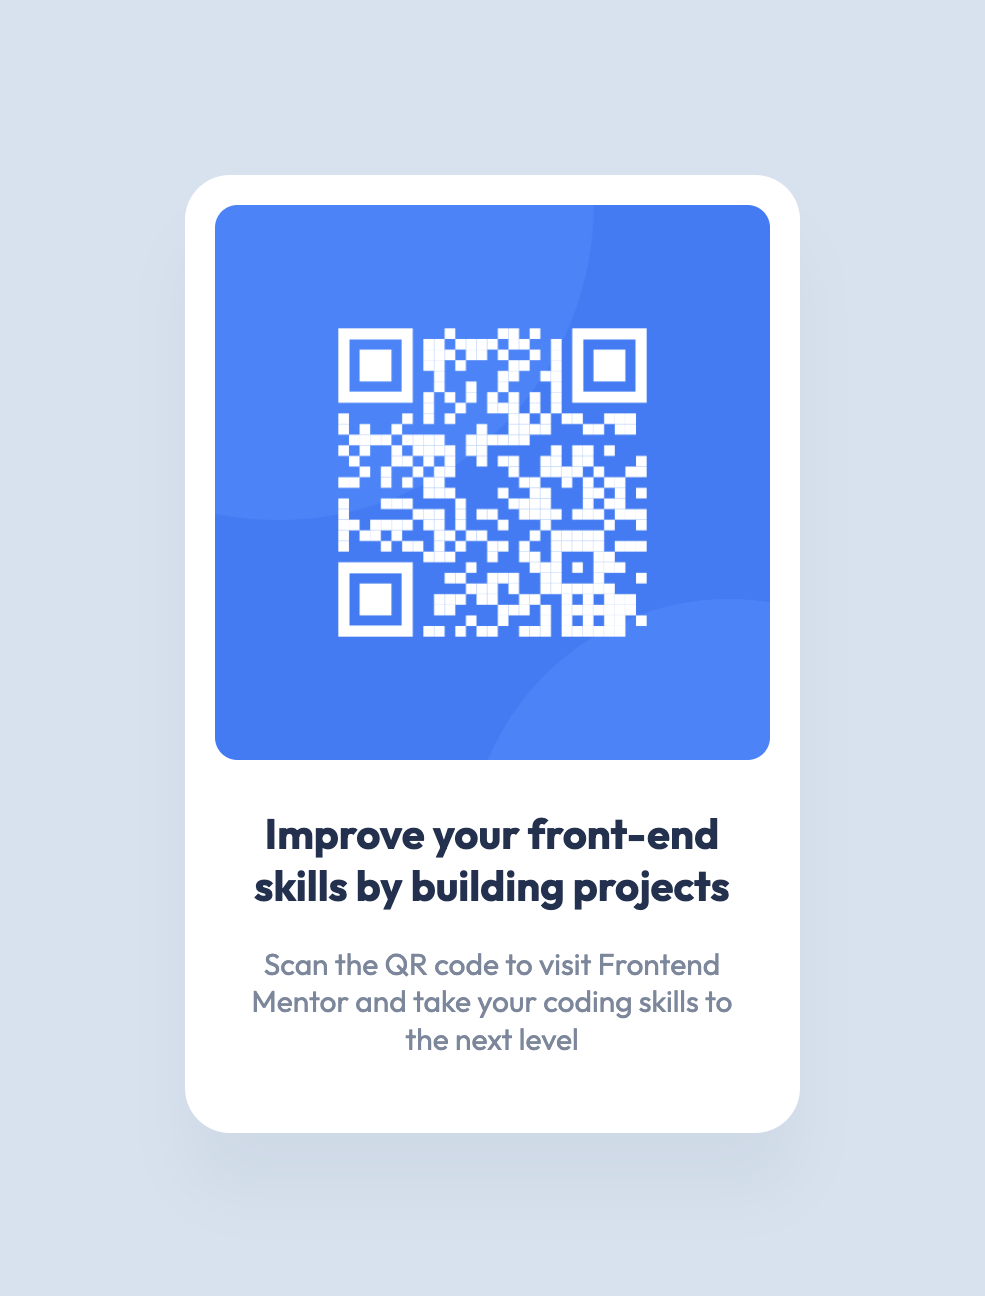 Improve your front-end
skills by building projects
Scan the QR code to visit Frontend
Mentor and take your coding skills to
the next level